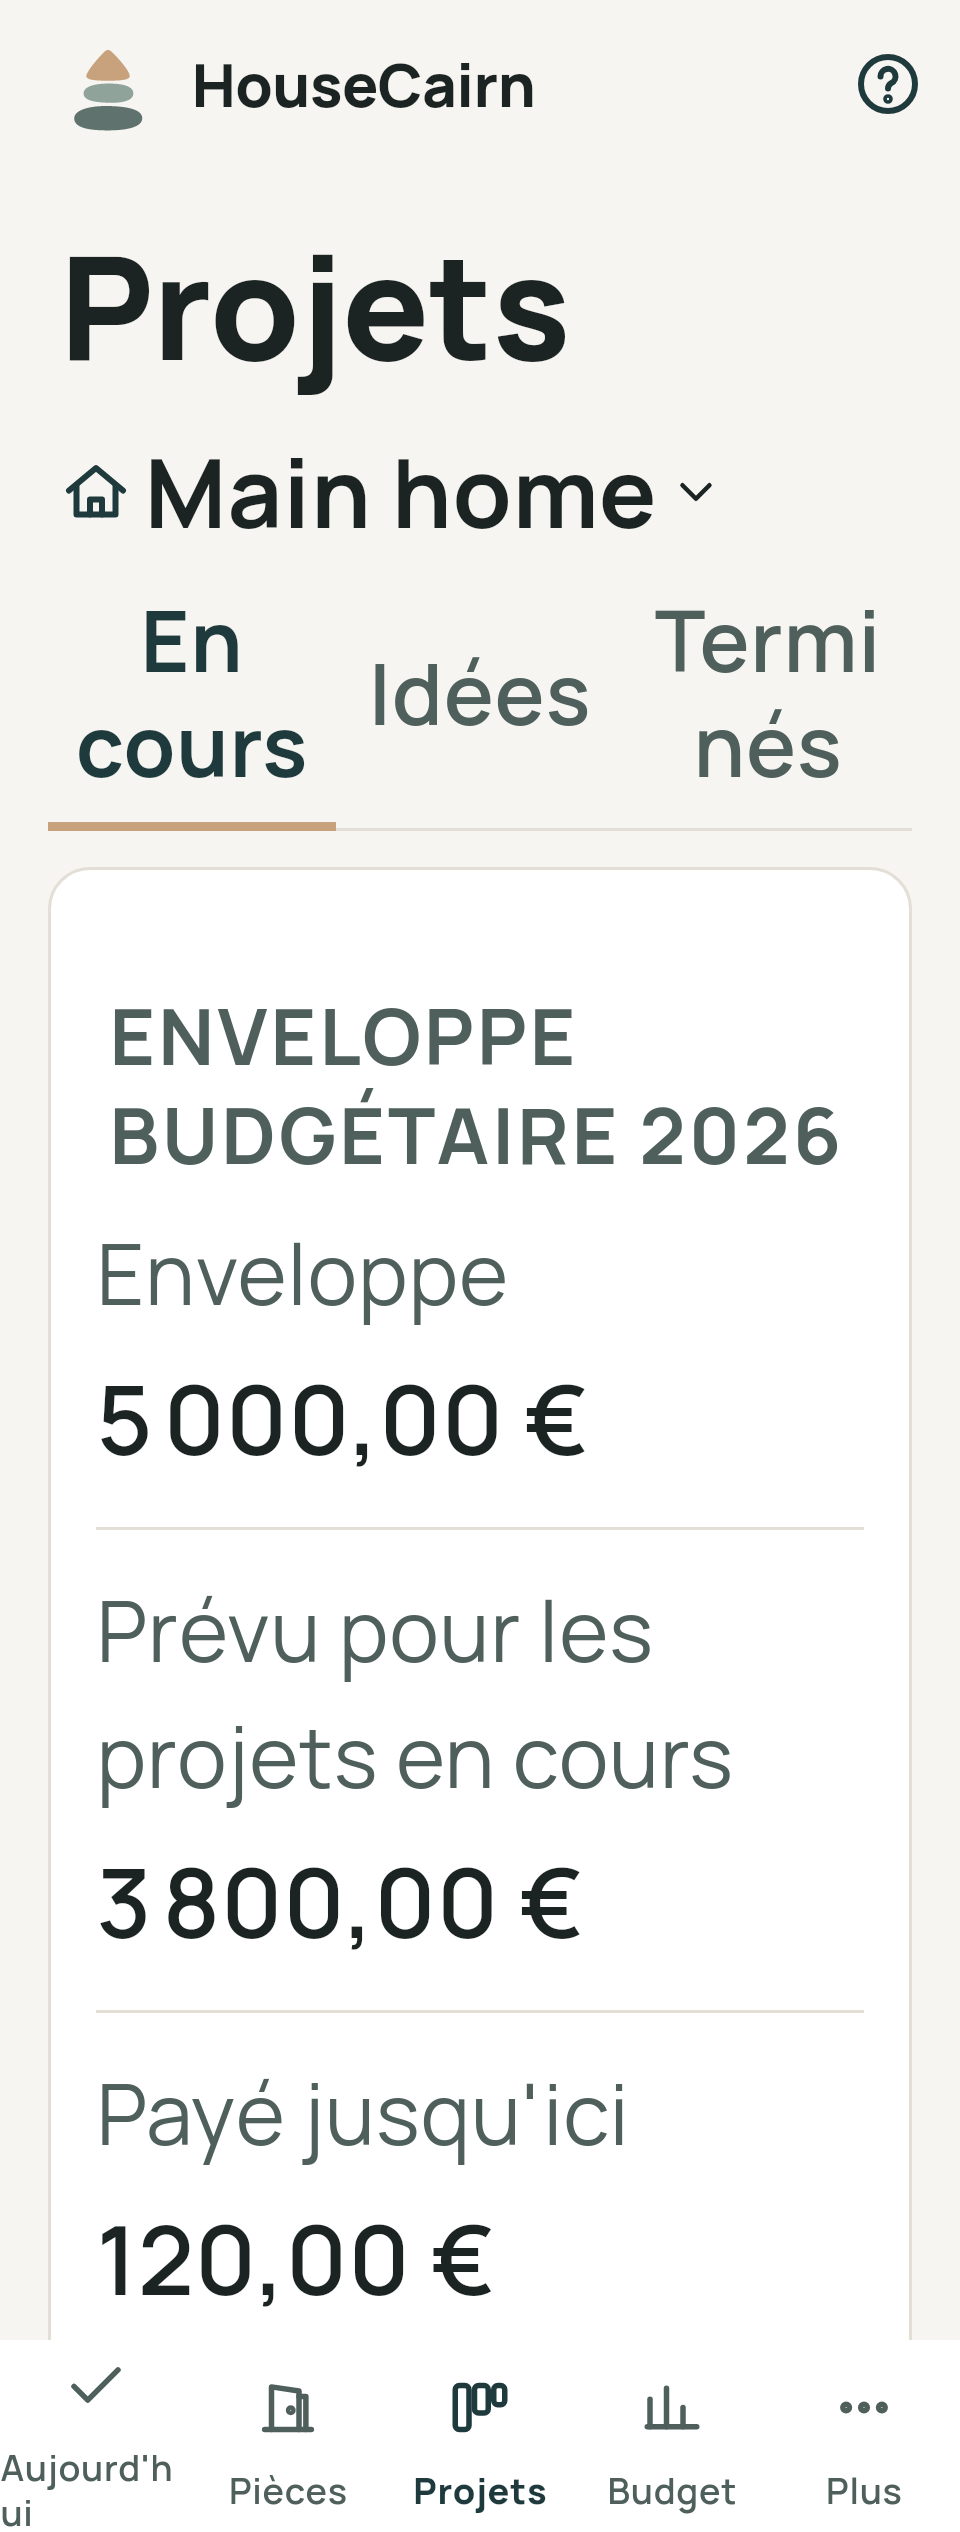 HouseCairn
Projets
Main home
En
cours
Idées
Termi
nés
ENVELOPPE
BUDGÉTAIRE 2026
Enveloppe
5 000,00 €
Prévu pour les
projets en cours
3 800,00 €
Payé jusqu'ici
120,00 €
Aujourd'h
ui
Pièces
Projets
Budget
Plus